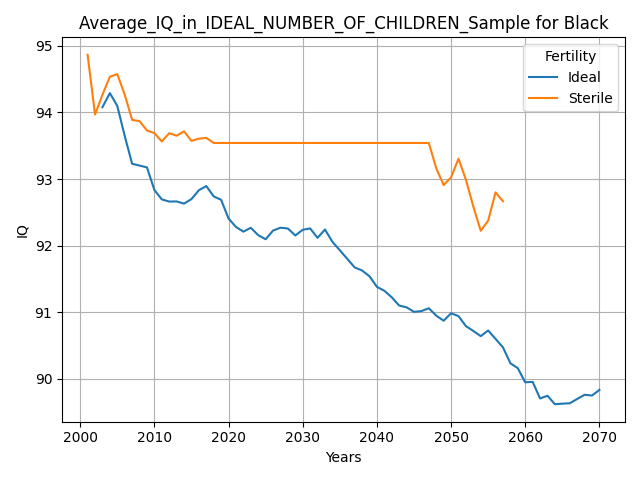 Average_IQ_in_IDEAL_NUMBER_OF_CHILDREN_Sample for Black
Fertility
Ideal
Sterile
95
94
93
92
91
90
IQ
2000 2010 2020 2030 2040 2050 2060 2070
Years